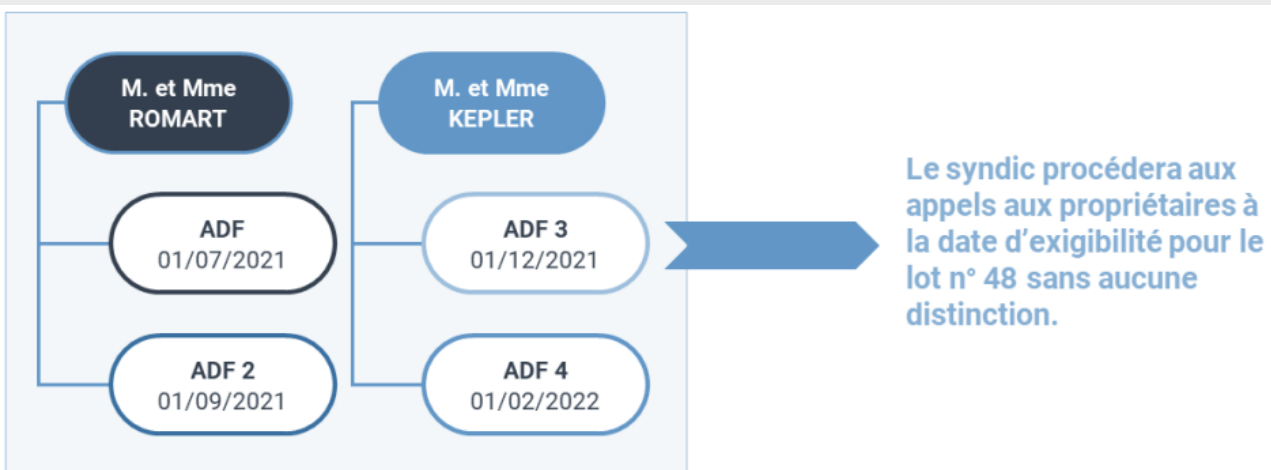 M. et Mme
ROMART
M. et Mme
KEPLER
ADF
01/07/2021
ADF 3
01/12/2021
ADF 2
01/09/2021
ADF 4
01/02/2022
Le syndic procédera aux
appels aux propriétaires à
la date d’exigibilité pour le
lot n° 48 sans aucune
distinction.